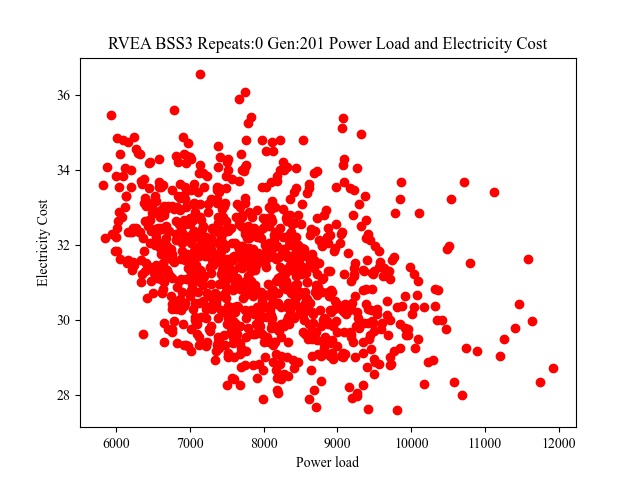 RVEA BSS3 Repeats:0 Gen:201 Power Load and Electricity Cost
Electricity Cost
36
34
32
30
28
6000 7000 8000 9000 10000 11000 12000
Power load